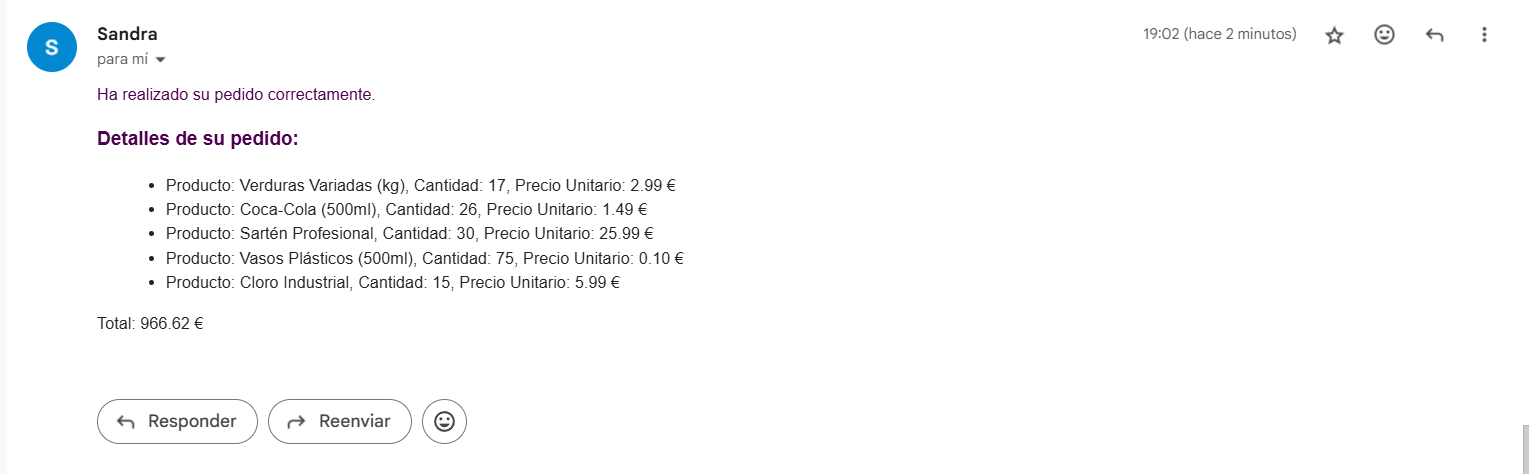 S
Sandra
19:02 (hace 2 minutos)
para mí
Ha realizado su pedido correctamente.
Detalles de su pedido:
• Producto: Verduras Variadas (kg), Cantidad: 17, Precio Unitario: 2.99 €
• Producto: Coca-Cola (500ml), Cantidad: 26, Precio Unitario: 1.49 €
• Producto: Sartén Profesional, Cantidad: 30, Precio Unitario: 25.99 €
• Producto: Vasos Plásticos (500ml), Cantidad: 75, Precio Unitario: 0.10 €
• Producto: Cloro Industrial, Cantidad: 15, Precio Unitario: 5.99 €
Total: 966.62 €
Responder
Reenviar